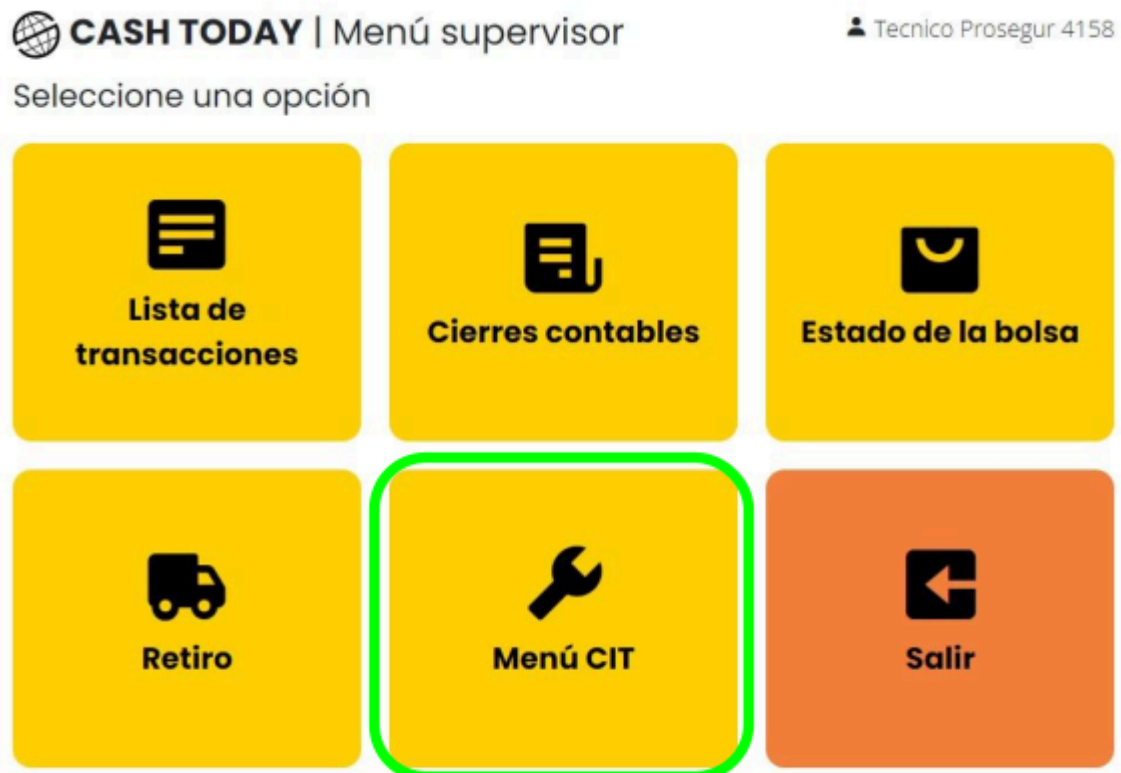 CASH TODAY | Menú supervisor
Tecnico Prosegur 4158
Seleccione una opción
Lista de
transacciones
Cierres contables
Estado de la bolsa
Retiro
Menú CIT
Salir